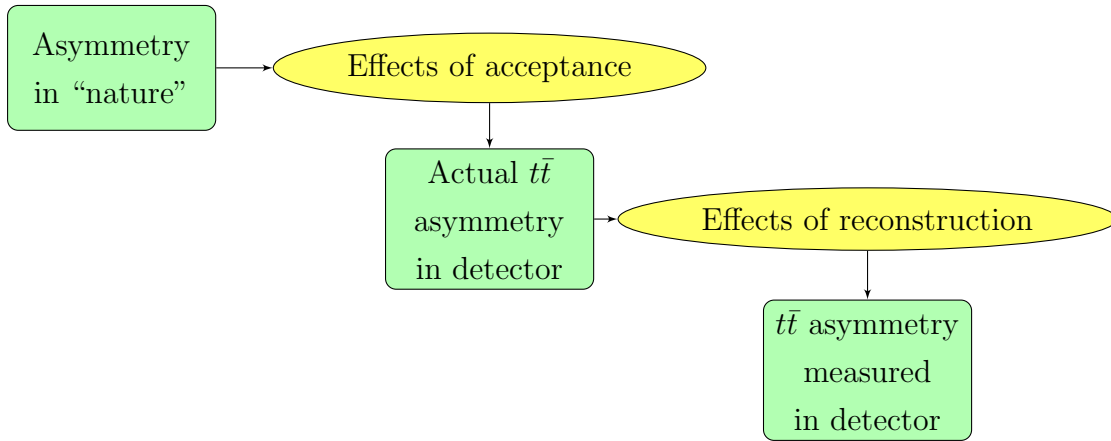 Asymmetry
in “nature”
Effects of acceptance
Actual tt̄
asymmetry
in detector
Effects of reconstruction
tt̄ asymmetry
measured
in detector